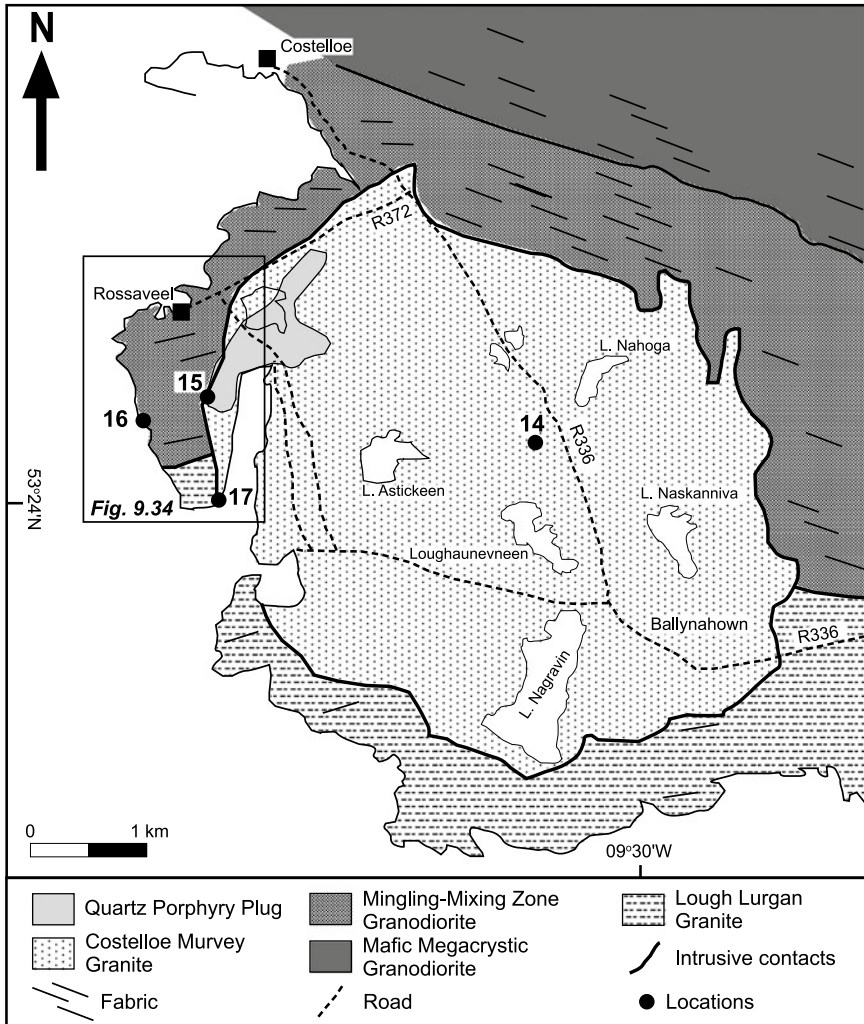 N
Costelloe
R372
Rossaveel
L. Nahoga
15
16
14
R336
L. Astickeen
L. Naskanniva
53°24'N
17
Fig. 9.34
Loughaunevneen
Ballynahown
R336
L. Nagravin
0 1 km
09°30'W
Quartz Porphyry Plug
Mingling-Mixing Zone
Granodiorite
Lough Lurgan
Granite
Costelloe Murvey
Granite
Mafic Megacrystic
Granodiorite
Intrusive contacts
Fabric
Road
Locations